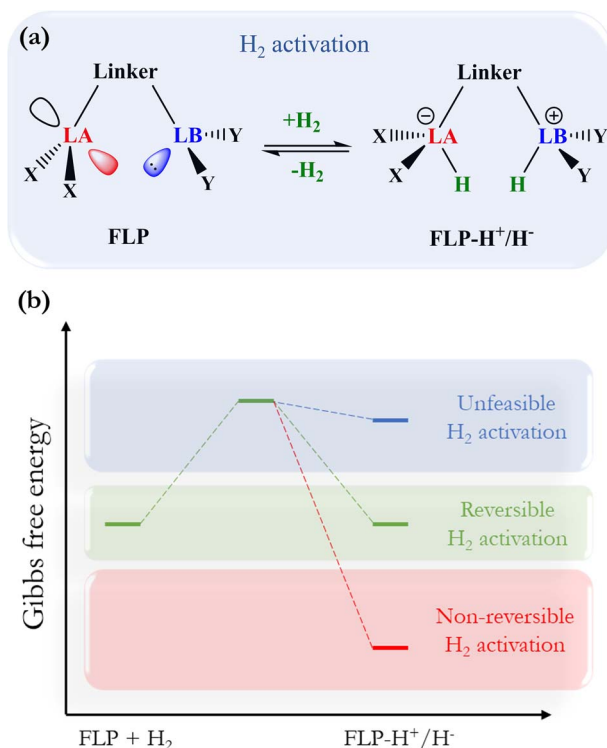 (a)
H₂ activation
Linker
LA
LB
X
X
Y
Y
FLP
+H₂
-H₂
Linker
⊖
⊕
LA
LB
X
X
H
H
Y
Y
FLP-H⁺/H⁻
(b)
Gibbs free energy
Unfeasible
H₂ activation
Reversible
H₂ activation
Non-reversible
H₂ activation
FLP + H₂
FLP-H⁺/H⁻